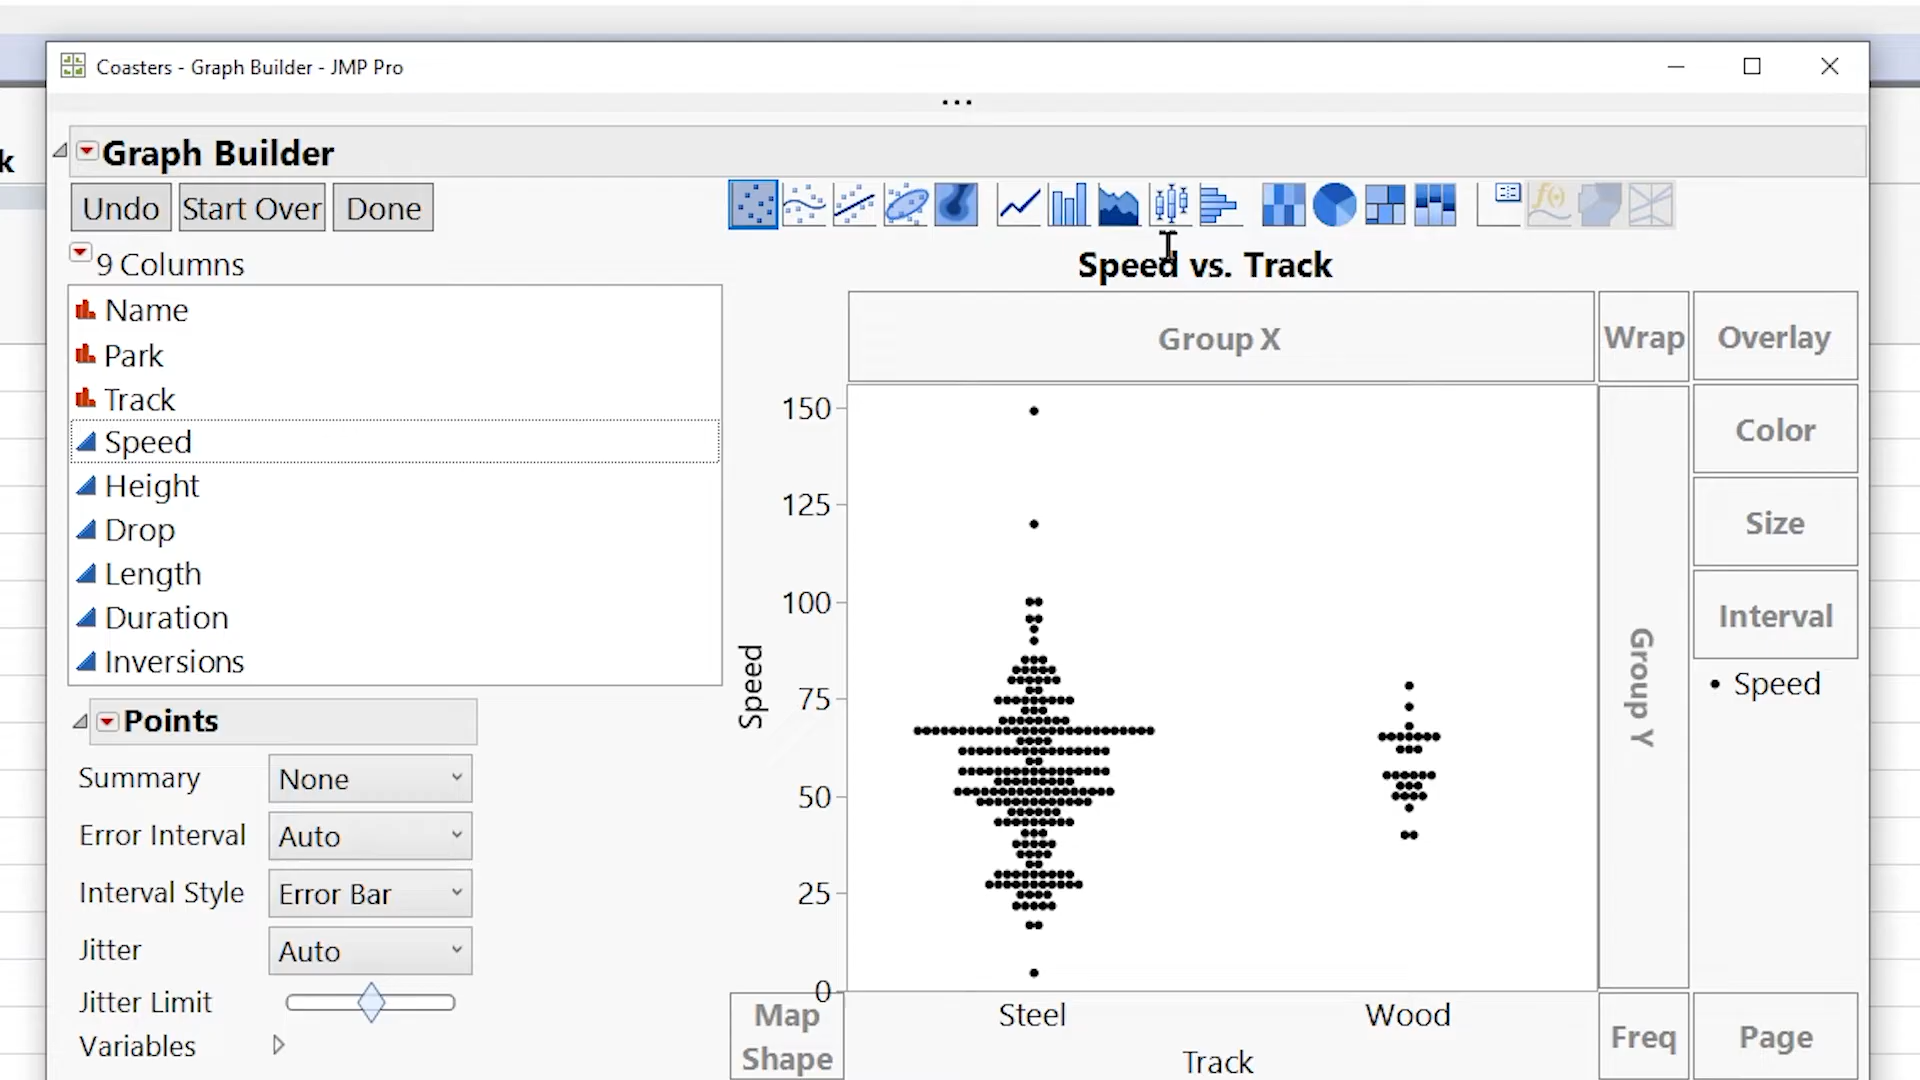 Coasters - Graph Builder - JMP Pro
k
Graph Builder
Undo Start Over Done
9 Columns
Name
Park
Track
Speed
Height
Drop
Length
Duration
Inversions
Points
Summary None
Error Interval Auto
Interval Style Error Bar
Jitter Auto
Jitter Limit
Variables
Speed vs. Track
Group X
Wrap
Overlay
Color
Size
Interval
• Speed
Group Y
150
125
100
75
50
25
0
Speed
Steel Wood
Track
Map
Shape
Freq
Page